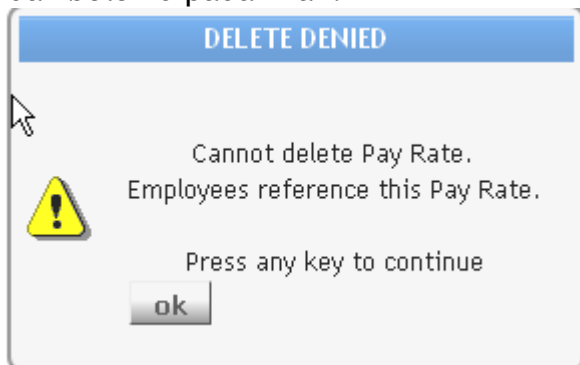 DELETE DENIED
Cannot delete Pay Rate.
Employees reference this Pay Rate.
Press any key to continue
ok